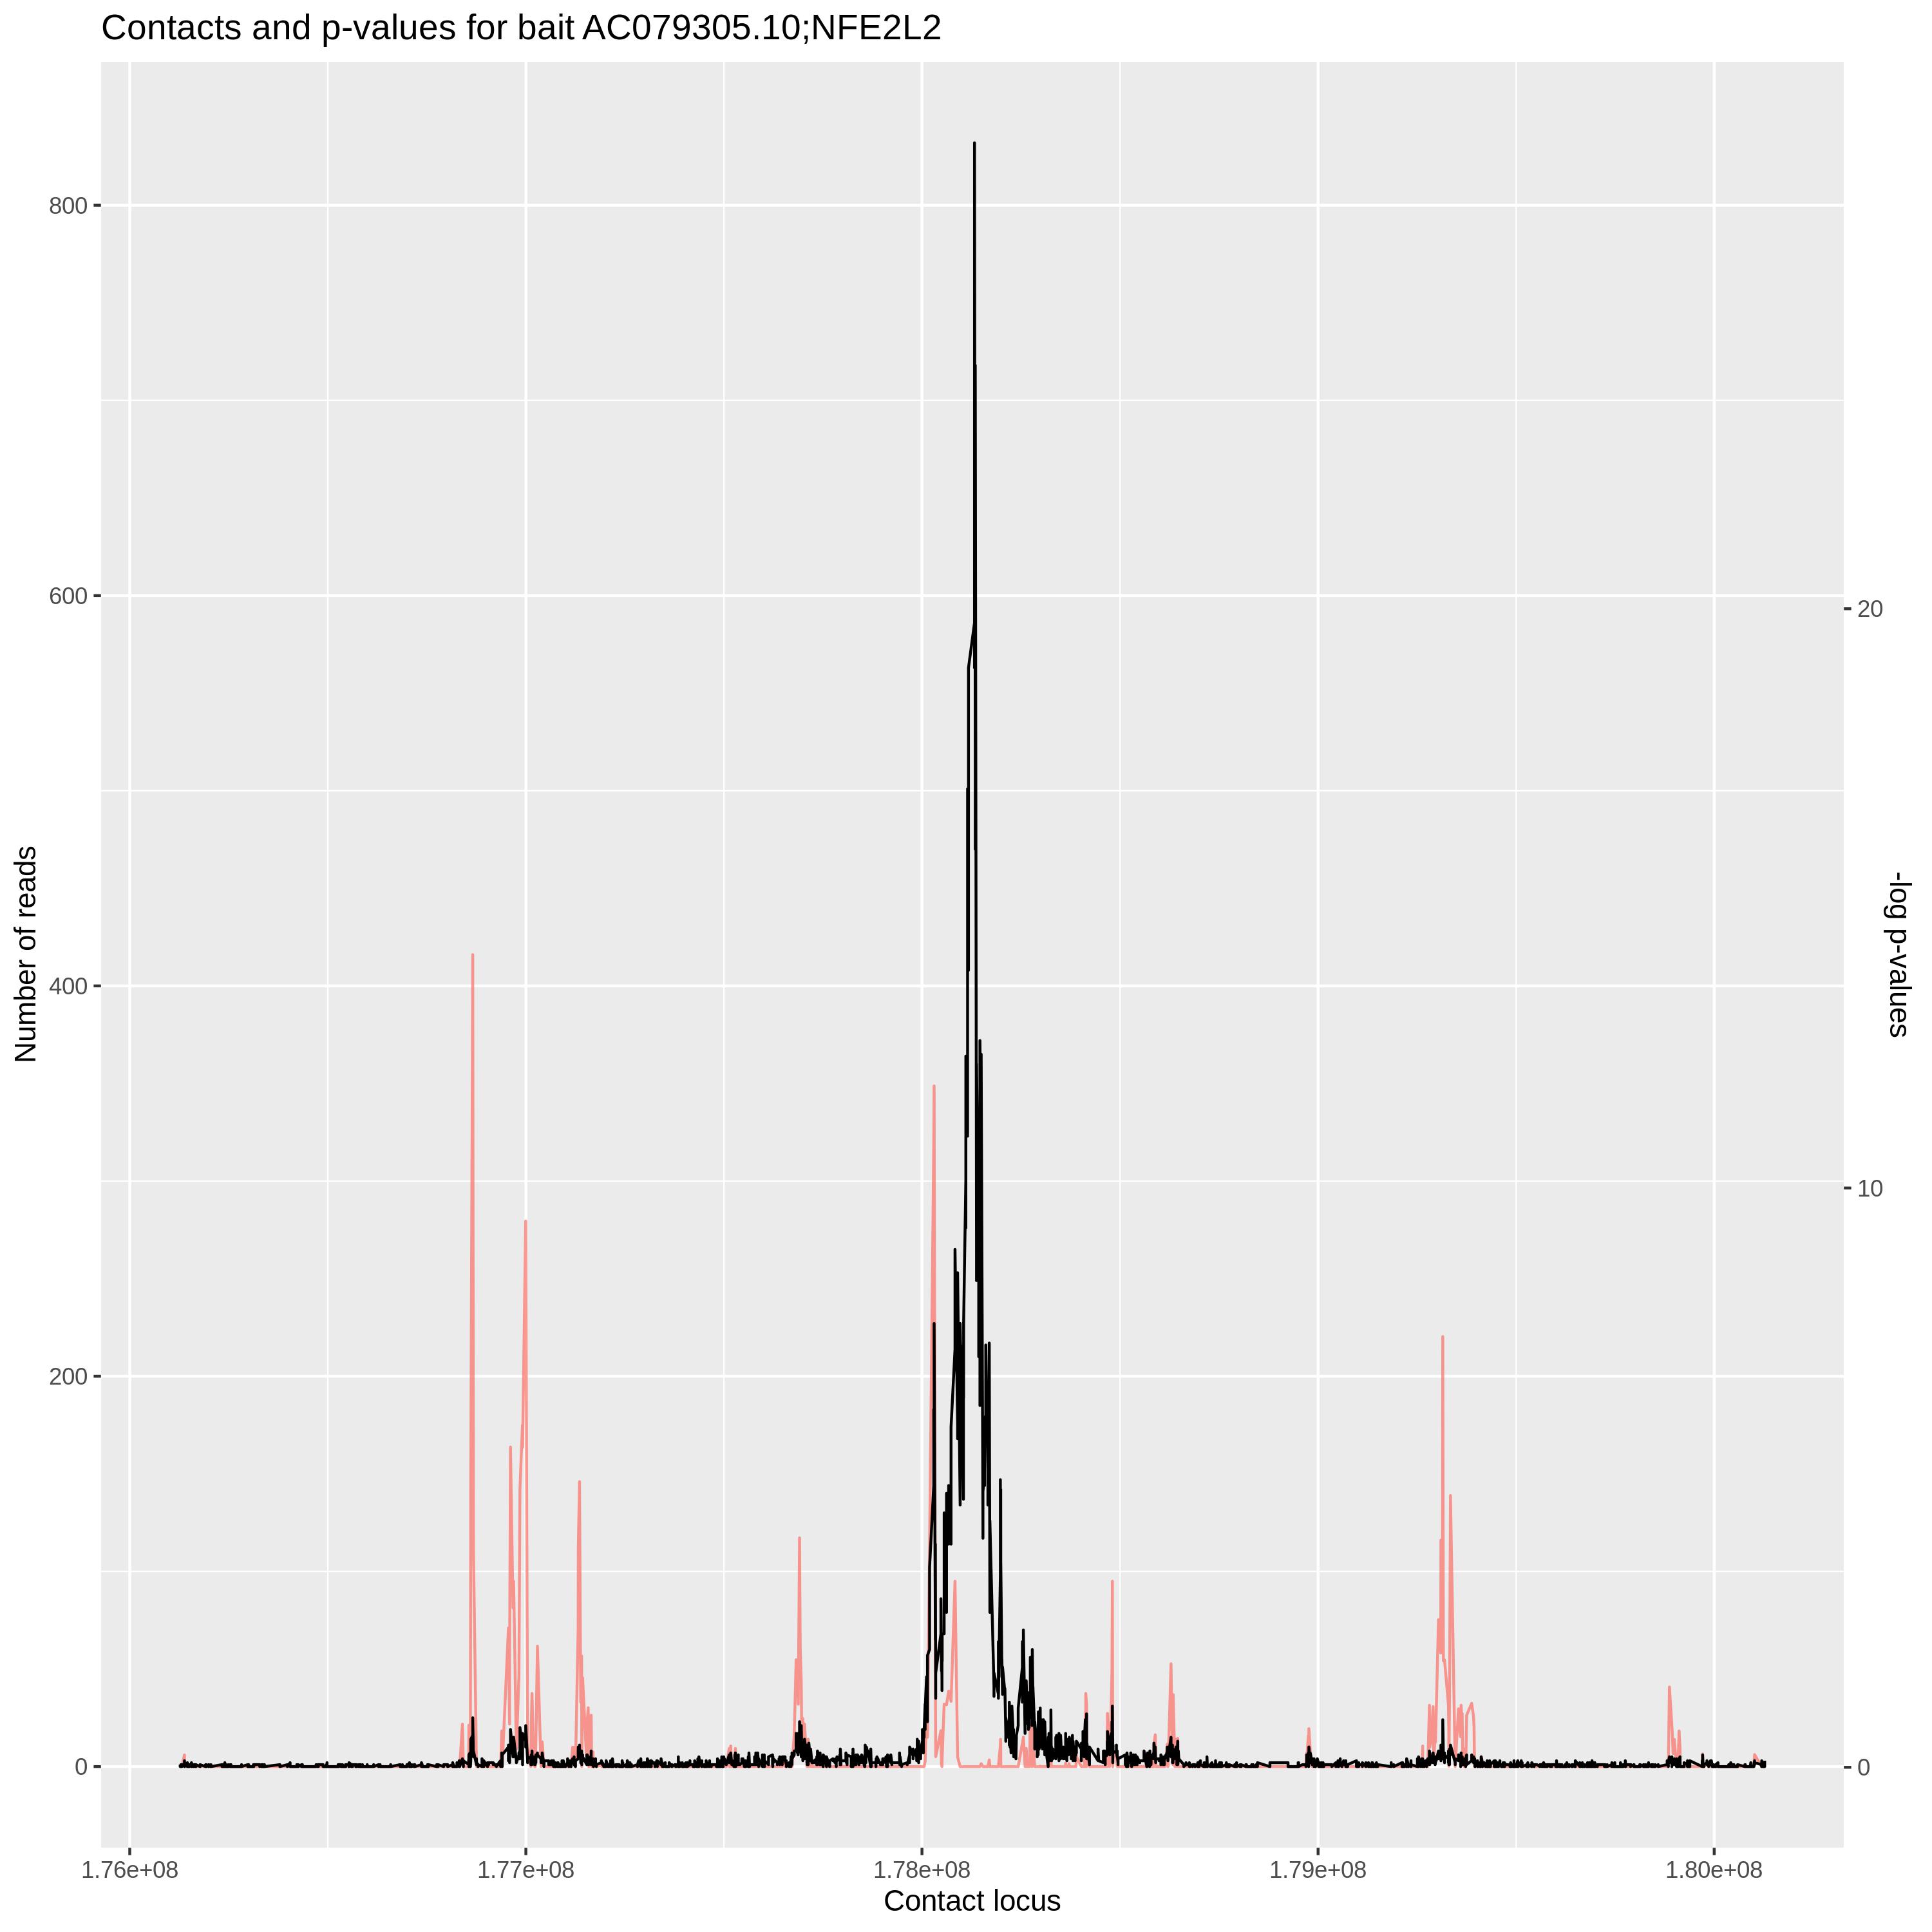 Contacts and p-values for bait AC079305.10;NFE2L2
800
600
400
200
0
Number of reads
20
10
0
-log p-values
1.76e+08
1.77e+08
1.78e+08
1.79e+08
1.80e+08
Contact locus